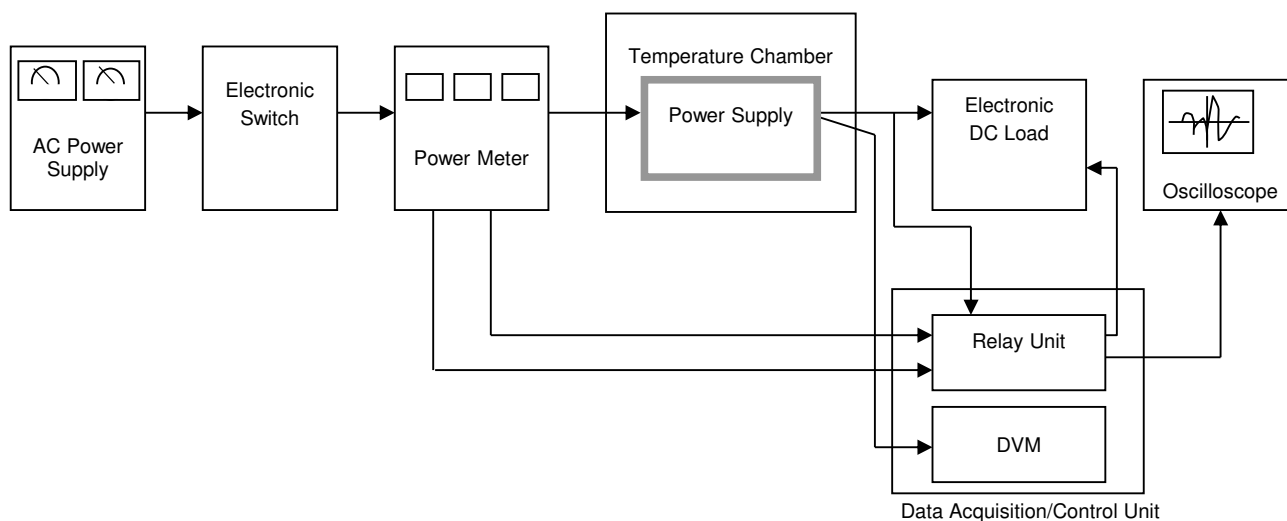 AC Power
Supply
Electronic
Switch
Power Meter
Temperature Chamber
Power Supply
Electronic
DC Load
Oscilloscope
Relay Unit
DVM
Data Acquisition/Control Unit